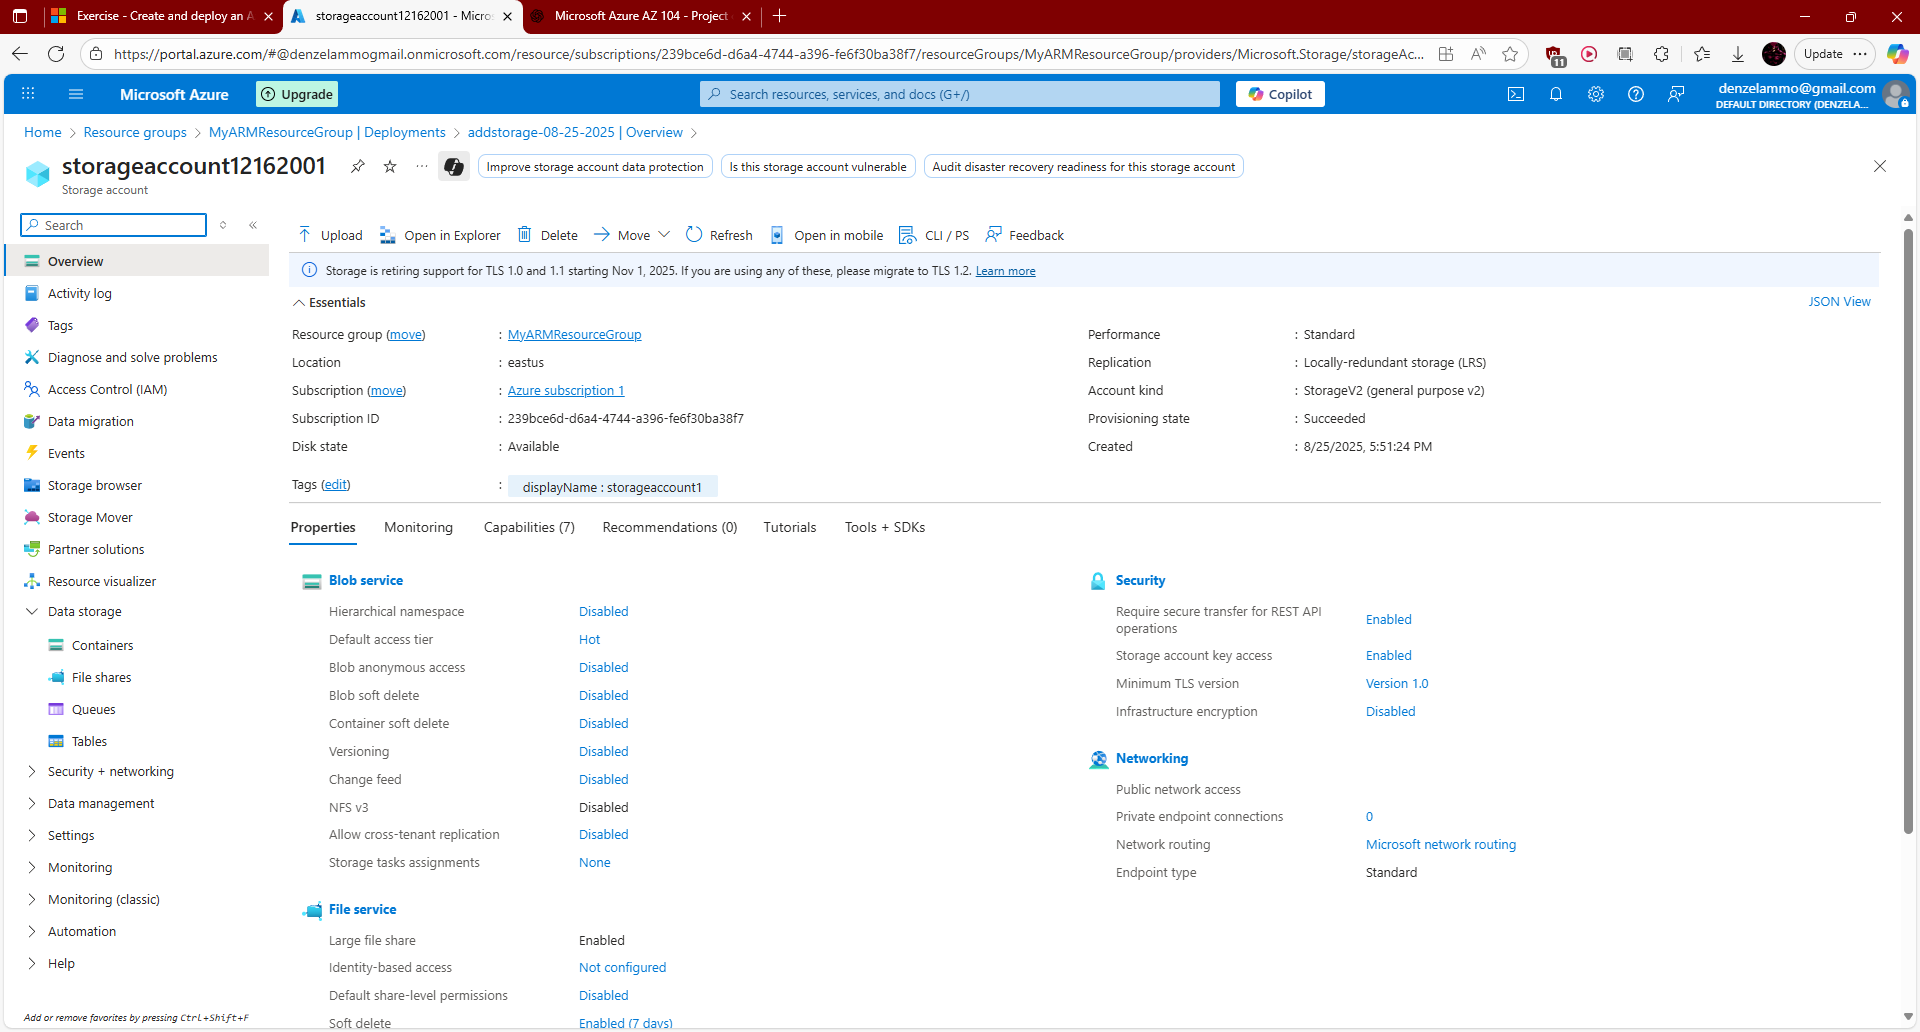 Exercise - Create and deploy an A
storageaccount12162001 - Micros
Microsoft Azure AZ 104 - Project
https://portal.azure.com/#@denzelammogmail.onmicrosoft.com/resource/subscriptions/239bce6d-d6a4-4744-a396-fe6f30ba38f7/resourceGroups/MyARMResourceGroup/providers/Microsoft.Storage/storageAc...
11
Update
Microsoft Azure
Upgrade
Search resources, services, and docs (G+/)
Copilot
denzelammo@gmail.com
DEFAULT DIRECTORY (DENZELA...
Home > Resource groups > MyARMResourceGroup | Deployments > addstorage-08-25-2025 | Overview >
storageaccount12162001
Storage account
Improve storage account data protection
Is this storage account vulnerable
Audit disaster recovery readiness for this storage account
Search
Overview
Activity log
Tags
Diagnose and solve problems
Access Control (IAM)
Data migration
Events
Storage browser
Storage Mover
Partner solutions
Resource visualizer
Data storage
Containers
File shares
Queues
Tables
Security + networking
Data management
Settings
Monitoring
Monitoring (classic)
Automation
Help
Add or remove favorites by pressing Ctrl+Shift+F
Upload
Open in Explorer
Delete
Move
Refresh
Open in mobile
CLI / PS
Feedback
Storage is retiring support for TLS 1.0 and 1.1 starting Nov 1, 2025. If you are using any of these, please migrate to TLS 1.2. Learn more
Essentials
JSON View
Resource group (move) : MyARMResourceGroup
Location : eastus
Subscription (move) : Azure subscription 1
Subscription ID : 239bce6d-d6a4-4744-a396-fe6f30ba38f7
Disk state : Available
Performance : Standard
Replication : Locally-redundant storage (LRS)
Account kind : StorageV2 (general purpose v2)
Provisioning state : Succeeded
Created : 8/25/2025, 5:51:24 PM
Tags (edit) : displayName : storageaccount1
Properties
Monitoring
Capabilities (7)
Recommendations (0)
Tutorials
Tools + SDKs
Blob service
Hierarchical namespace Disabled
Default access tier Hot
Blob anonymous access Disabled
Blob soft delete Disabled
Container soft delete Disabled
Versioning Disabled
Change feed Disabled
NFS v3 Disabled
Allow cross-tenant replication Disabled
Storage tasks assignments None
File service
Large file share Enabled
Identity-based access Not configured
Default share-level permissions Disabled
Soft delete Enabled (7 days)
Security
Require secure transfer for REST API
operations Enabled
Storage account key access Enabled
Minimum TLS version Version 1.0
Infrastructure encryption Disabled
Networking
Public network access
Private endpoint connections 0
Network routing Microsoft network routing
Endpoint type Standard